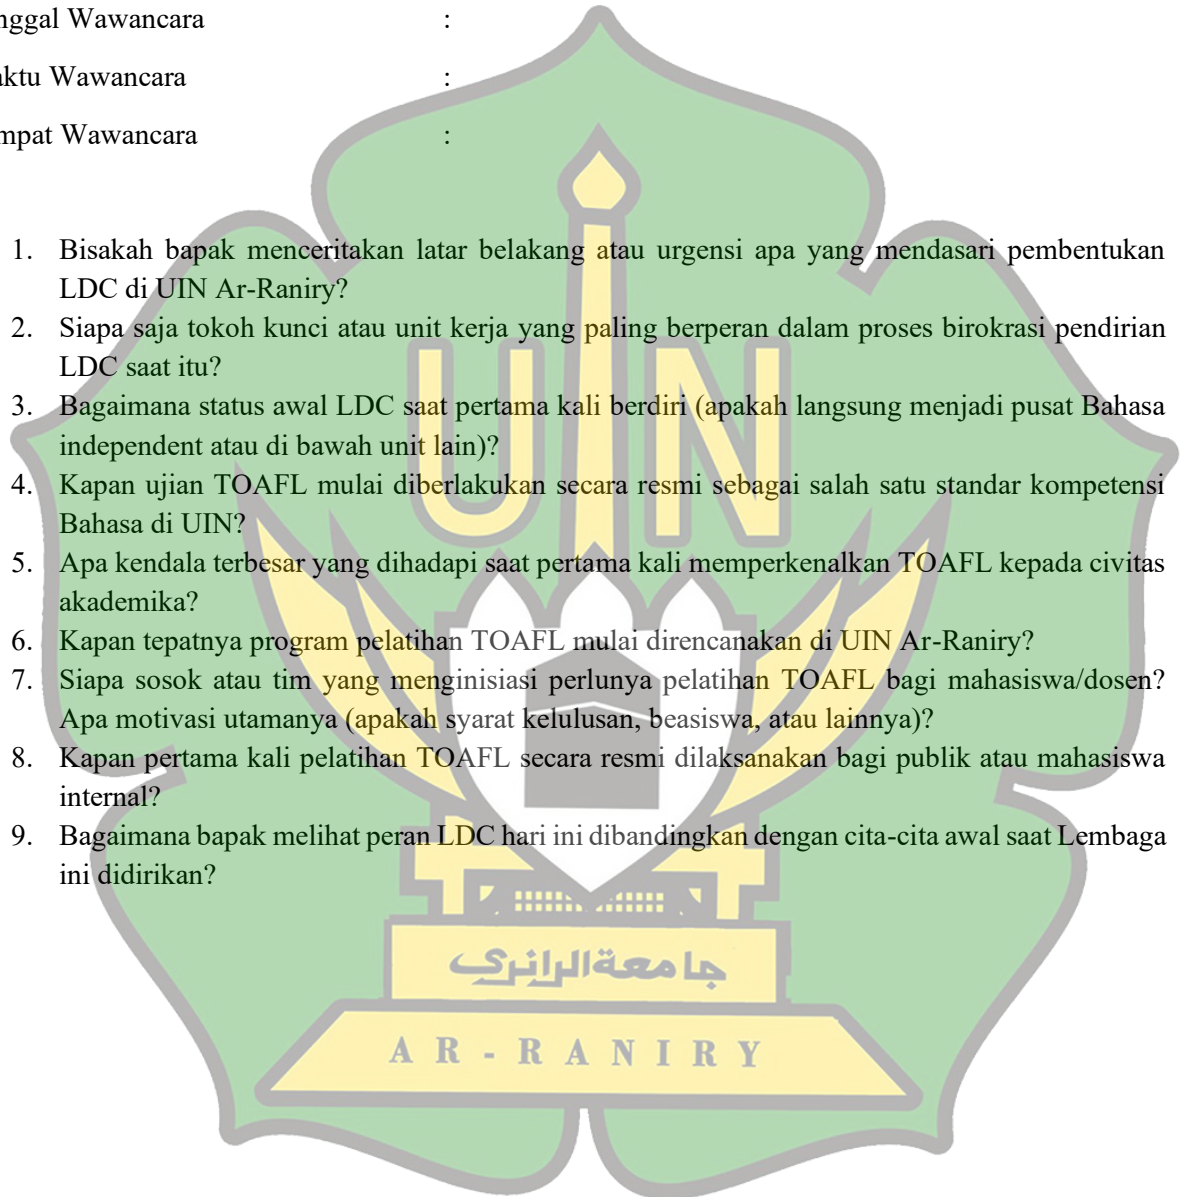 nggal Wawancara :
aktu Wawancara :
mpat Wawancara :
1. Bisakah bapak menceritakan latar belakang atau urgensi apa yang mendasari pembentukan
LDC di UIN Ar-Raniry?
2. Siapa saja tokoh kunci atau unit kerja yang paling berperan dalam proses birokrasi pendirian
LDC saat itu?
3. Bagaimana status awal LDC saat pertama kali berdiri (apakah langsung menjadi pusat Bahasa
independent atau di bawah unit lain)?
4. Kapan ujian TOAFL mulai diberlakukan secara resmi sebagai salah satu standar kompetensi
Bahasa di UIN?
5. Apa kendala terbesar yang dihadapi saat pertama kali memperkenalkan TOAFL kepada civitas
akademika?
6. Kapan tepatnya program pelatihan TOAFL mulai direncanakan di UIN Ar-Raniry?
7. Siapa sosok atau tim yang menginisiasi perlunya pelatihan TOAFL bagi mahasiswa/dosen?
Apa motivasi utamanya (apakah syarat kelulusan, beasiswa, atau lainnya)?
8. Kapan pertama kali pelatihan TOAFL secara resmi dilaksanakan bagi publik atau mahasiswa
internal?
9. Bagaimana bapak melihat peran LDC hari ini dibandingkan dengan cita-cita awal saat Lembaga
ini didirikan?
UIN
جامعة الرانري
AR-RANIRY